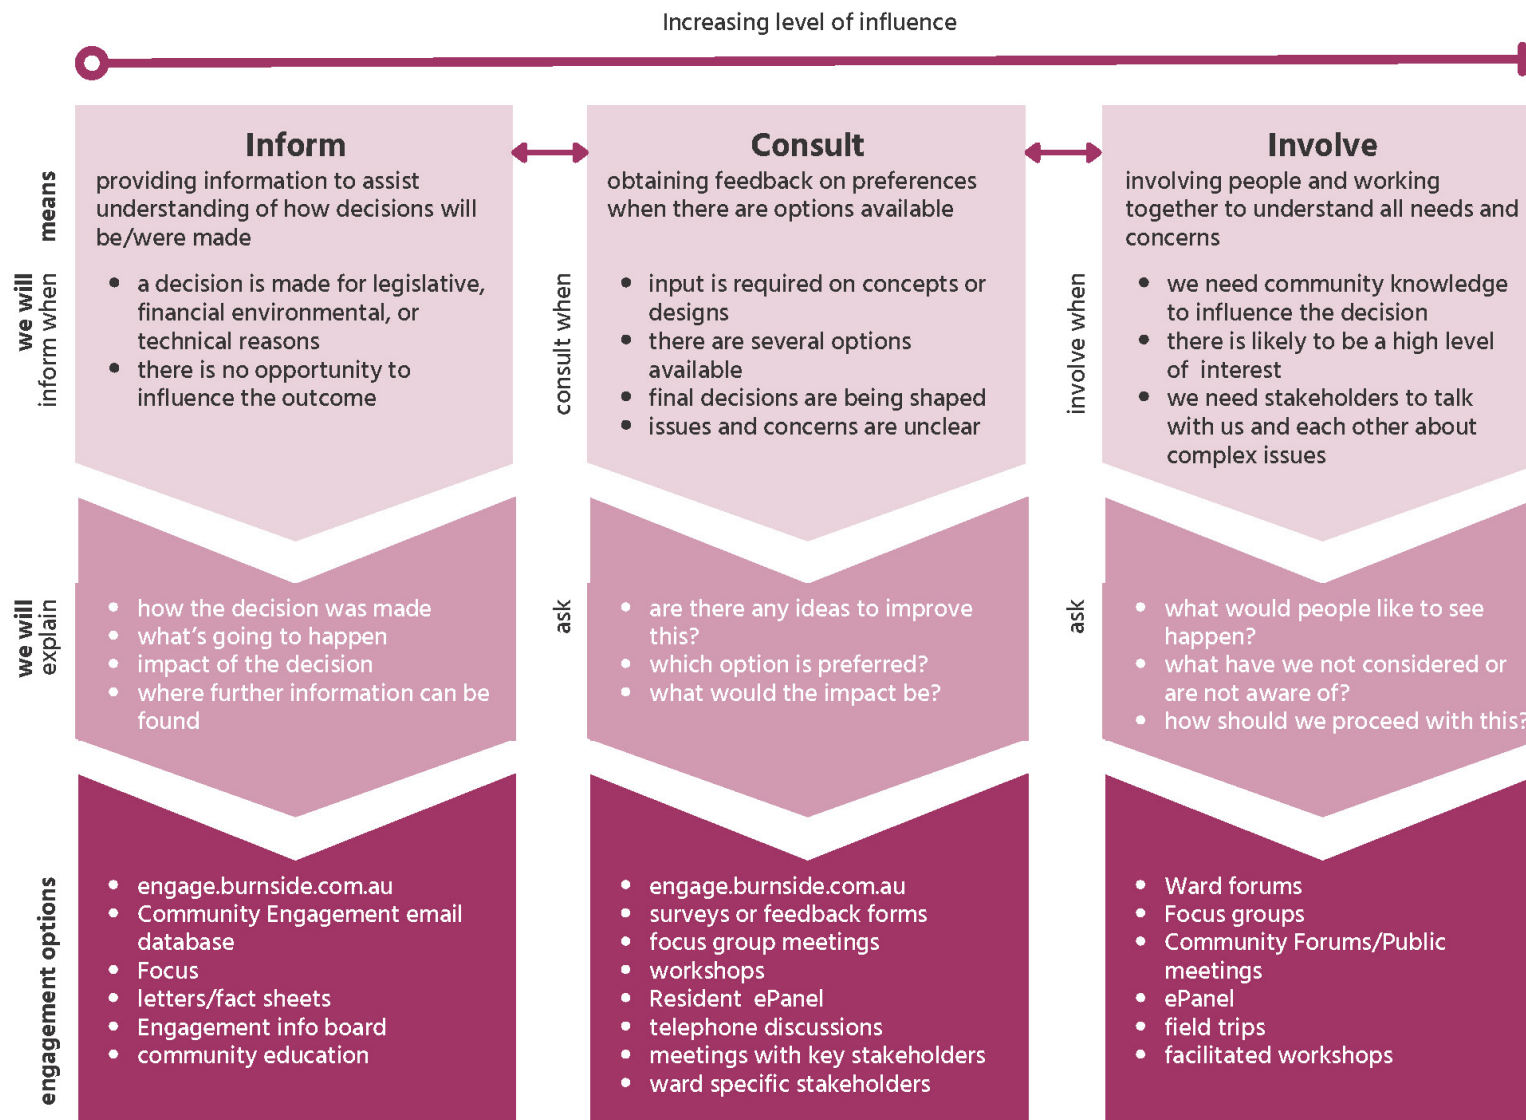 Increasing level of influence
means
Inform
providing information to assist
understanding of how decisions will
be/were made
we will
inform when
• a decision is made for legislative,
financial environmental, or
technical reasons
• there is no opportunity to
influence the outcome
Consult
obtaining feedback on preferences
when there are options available
consult when
• input is required on concepts or
designs
• there are several options
available
• final decisions are being shaped
• issues and concerns are unclear
Involve
involving people and working
together to understand all needs and
concerns
involve when
• we need community knowledge
to influence the decision
• there is likely to be a high level
of interest
• we need stakeholders to talk
with us and each other about
complex issues
we will
explain
• how the decision was made
• what's going to happen
• impact of the decision
• where further information can be
found
ask
• are there any ideas to improve
this?
• which option is preferred?
• what would the impact be?
ask
• what would people like to see
happen?
• what have we not considered or
are not aware of?
• how should we proceed with this?
engagement options
• engage.burnside.com.au
• Community Engagement email
database
• Focus
• letters/fact sheets
• Engagement info board
• community education
• engage.burnside.com.au
• surveys or feedback forms
• focus group meetings
• workshops
• Resident ePanel
• telephone discussions
• meetings with key stakeholders
• ward specific stakeholders
• Ward forums
• Focus groups
• Community Forums/Public
meetings
• ePanel
• field trips
• facilitated workshops